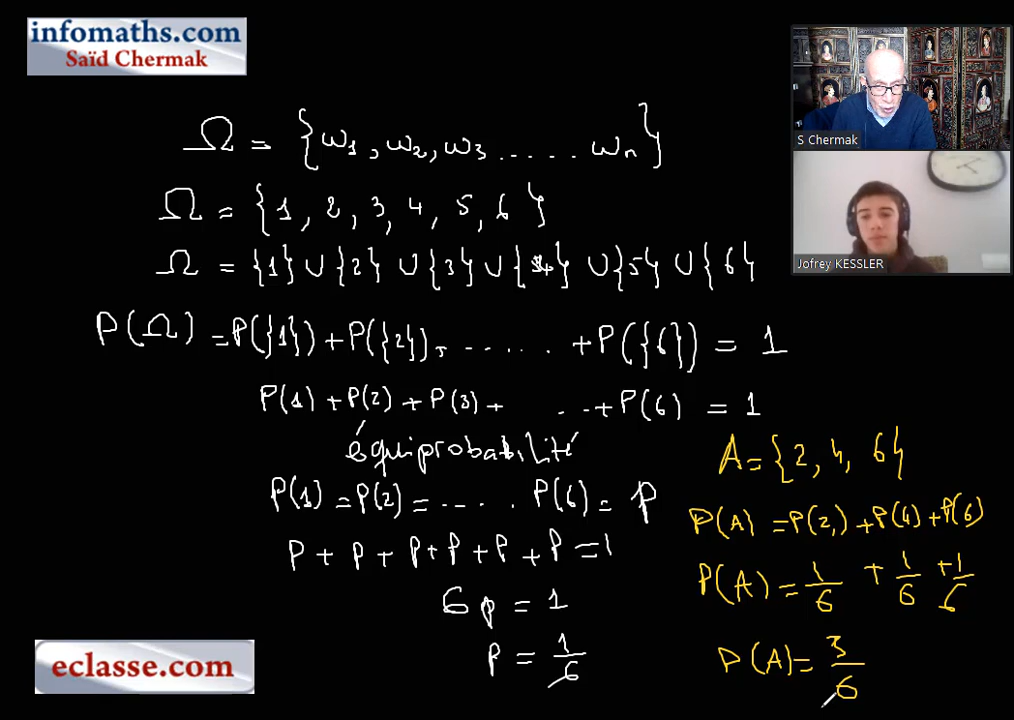 infomaths.com
Saïd Chermak
S Chermak
Jofrey KESSLER
Ω = {ω1, ω2, ω3 ..... ωn}
Ω = {1, 2, 3, 4, 5, 6}
Ω = {1} ∪ {2} ∪ {3} ∪ {4} ∪ {5} ∪ {6}
P(Ω) = P({1}) + P({2}) + ...... + P({6}) = 1
P(1) + P(2) + P(3) + ... + P(6) = 1
équiprobabilité
P(1) = P(2) = ..... P(6) = P
P + P + P + P + P + P = 1
6p = 1
P = 1/6
A = {2, 4, 6}
P(A) = P(2) + P(4) + P(6)
P(A) = 1/6 + 1/6 + 1/6
P(A) = 3/6
eclasse.com